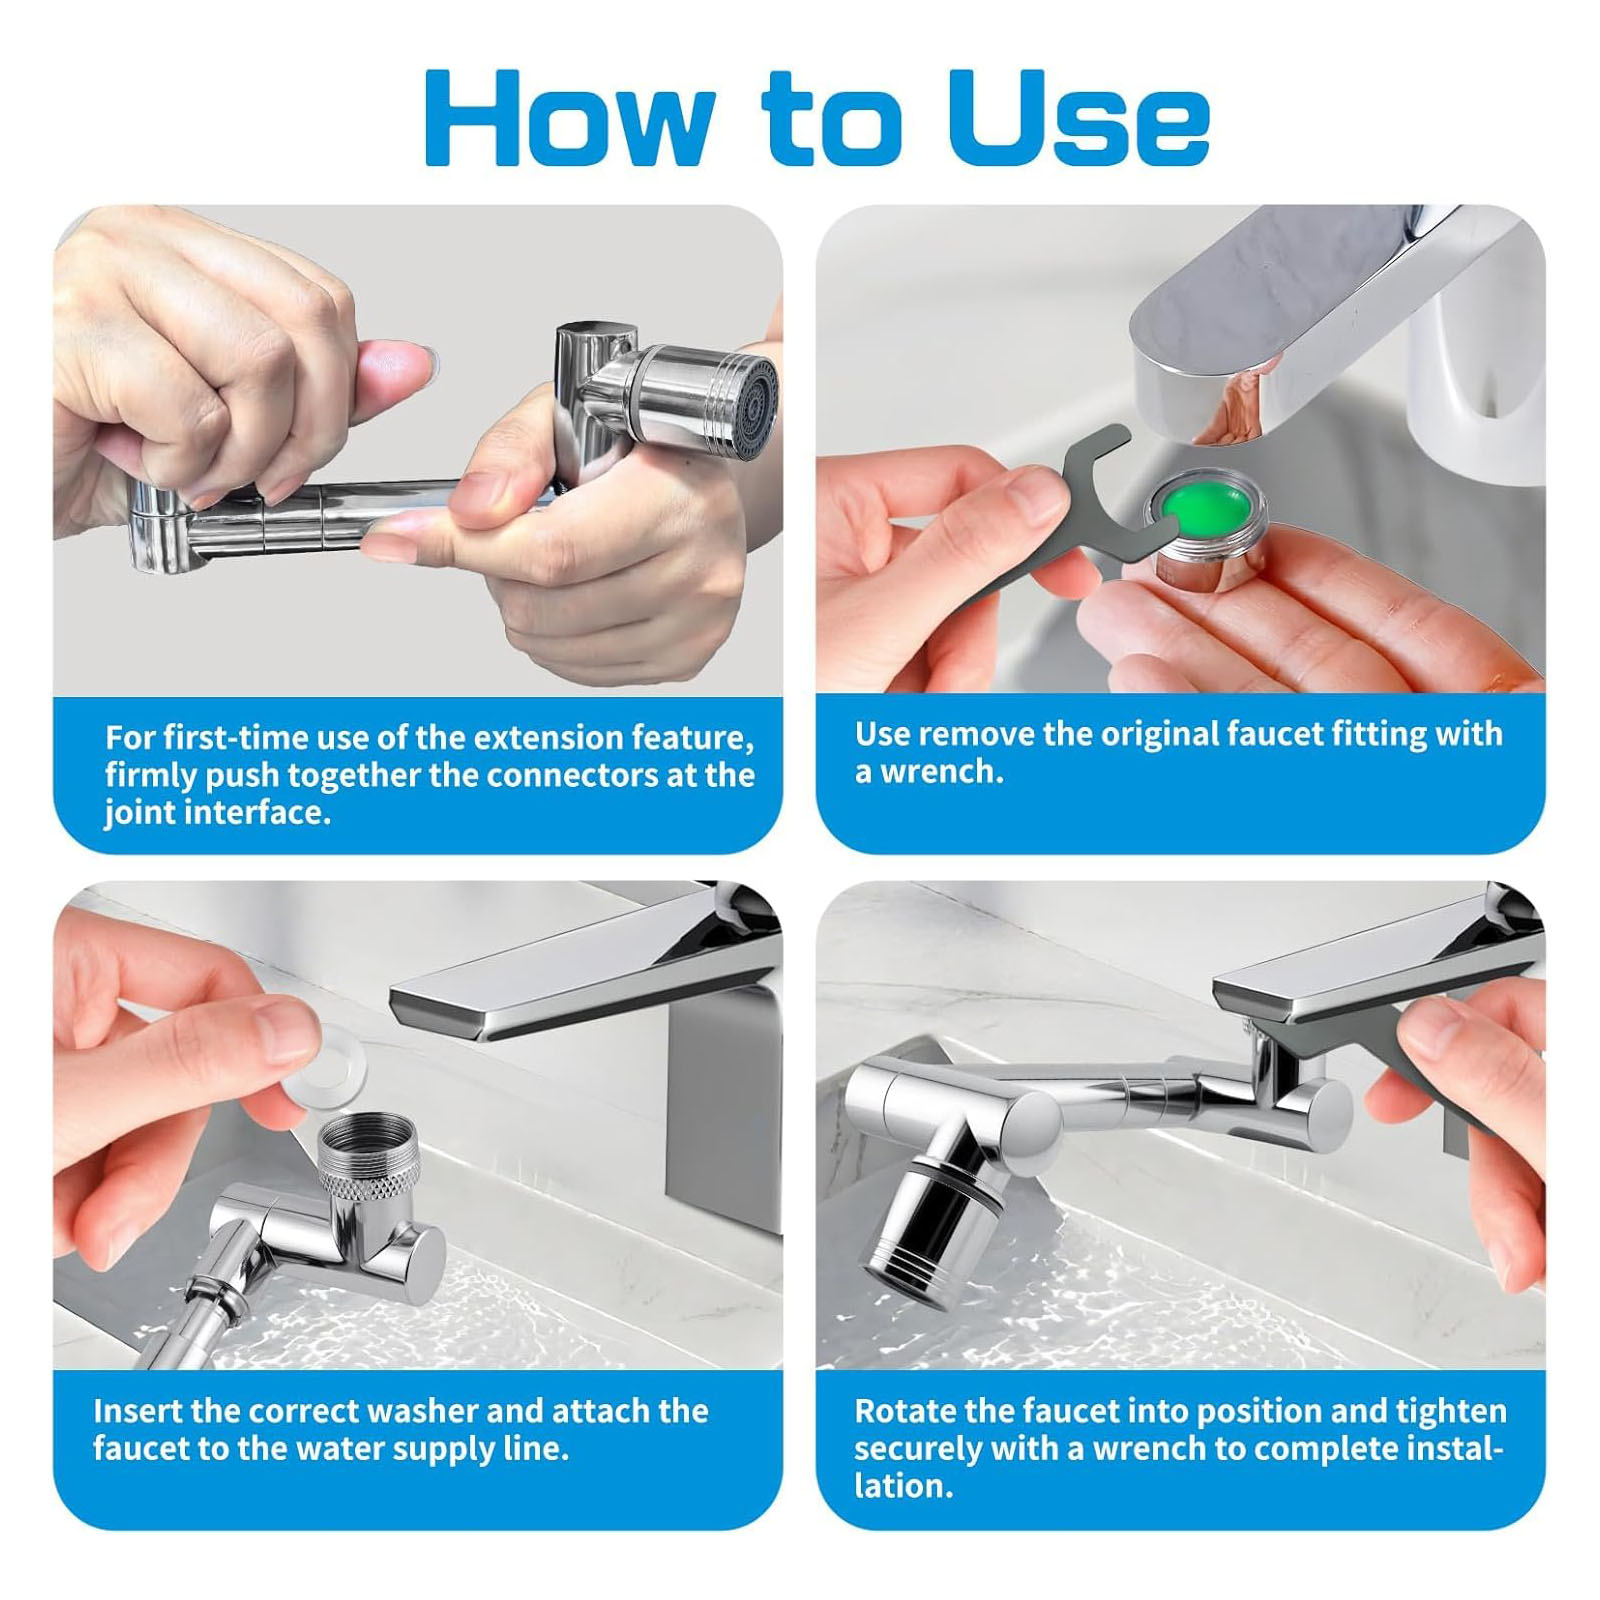 How to Use
For first-time use of the extension feature,
firmly push together the connectors at the
joint interface.
Use remove the original faucet fitting with
a wrench.
Insert the correct washer and attach the
faucet to the water supply line.
Rotate the faucet into position and tighten
securely with a wrench to complete instal-
lation.